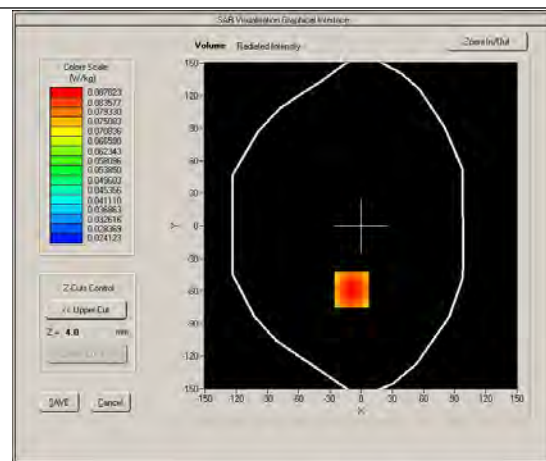 SAR Visualisation Graphical Interface
Volume Radiated Intensity
Zoom In/Out
Colors Scale
(W/kg)
0.087823
0.083577
0.079330
0.075083
0.070836
0.066590
0.062343
0.058096
0.053850
0.049603
0.045356
0.041110
0.036863
0.032616
0.028369
0.024123
Z-Cuts Control
<< Upper Cut
Z = 4.0 mm
SAVE
Cancel
Y
150
120
90
60
30
0
-30
-60
-90
-120
-150
-150 -120 -90 -60 -30 0 30 60 90 120 150
X